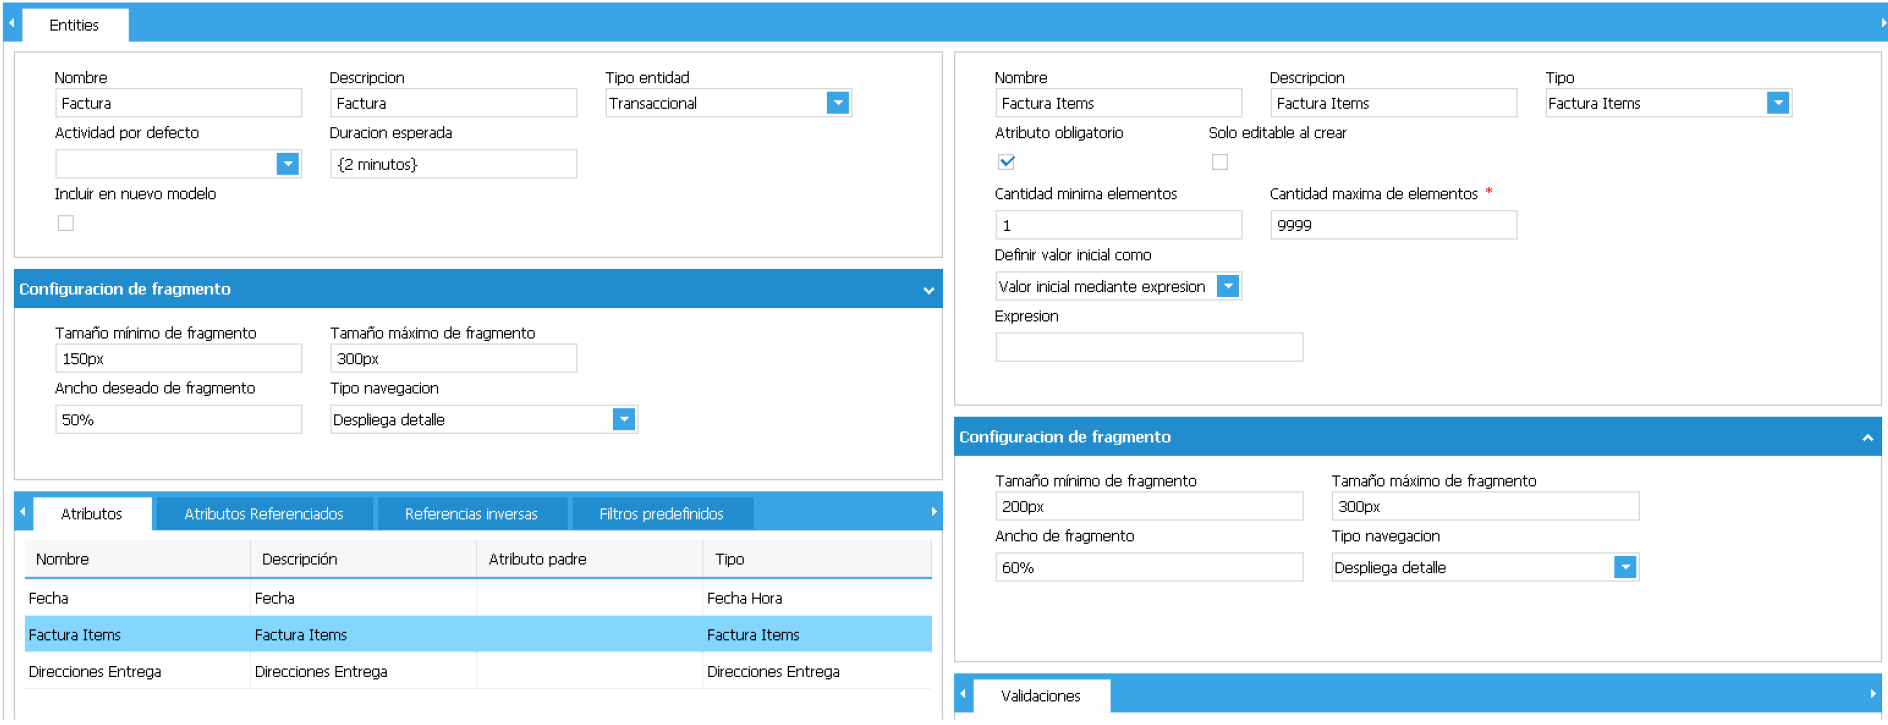 Entities
Nombre Descripcion Tipo entidad
Factura Factura Transaccional
Actividad por defecto Duracion esperada
{2 minutos}
Incluir en nuevo modelo
Configuracion de fragmento
Tamaño mínimo de fragmento Tamaño máximo de fragmento
150px 300px
Ancho deseado de fragmento Tipo navegacion
50% Despliega detalle
Atributos Atributos Referenciados Referencias inversas Filtros predefinidos
Nombre Descripción Atributo padre Tipo
Fecha Fecha Fecha Hora
Factura Items Factura Items Factura Items
Direcciones Entrega Direcciones Entrega Direcciones Entrega
Nombre Descripcion Tipo
Factura Items Factura Items Factura Items
Atributo obligatorio Solo editable al crear
Cantidad minima elementos Cantidad maxima de elementos *
1 9999
Definir valor inicial como
Valor inicial mediante expresion
Expresion
Configuracion de fragmento
Tamaño mínimo de fragmento Tamaño máximo de fragmento
200px 300px
Ancho de fragmento Tipo navegacion
60% Despliega detalle
Validaciones